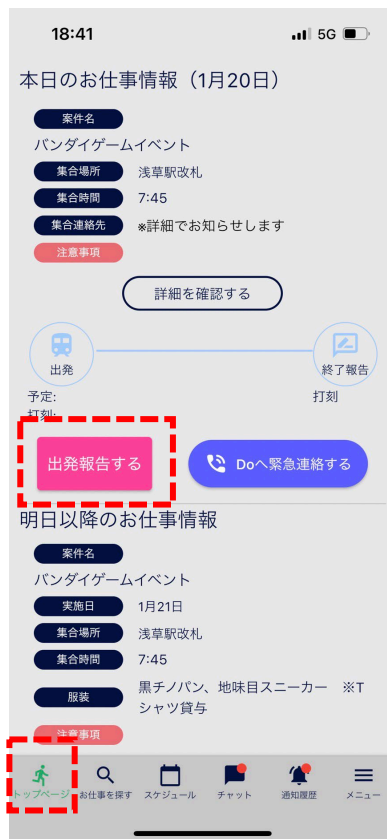 18:41
5G
本日のお仕事情報（1月20日）
案件名
バンダイゲームイベント
集合場所 浅草駅改札
集合時間 7:45
集合連絡先 ※詳細でお知らせします
注意事項
詳細を確認する
出発 終了報告
予定: 打刻
打刻:
出発報告する Doへ緊急連絡する
明日以降のお仕事情報
案件名
バンダイゲームイベント
実施日 1月21日
集合場所 浅草駅改札
集合時間 7:45
服装 黒チノパン、地味目スニーカー ※T
シャツ貸与
注意事項
トップページ お仕事を探す スケジュール チャット 通知履歴 メニュー